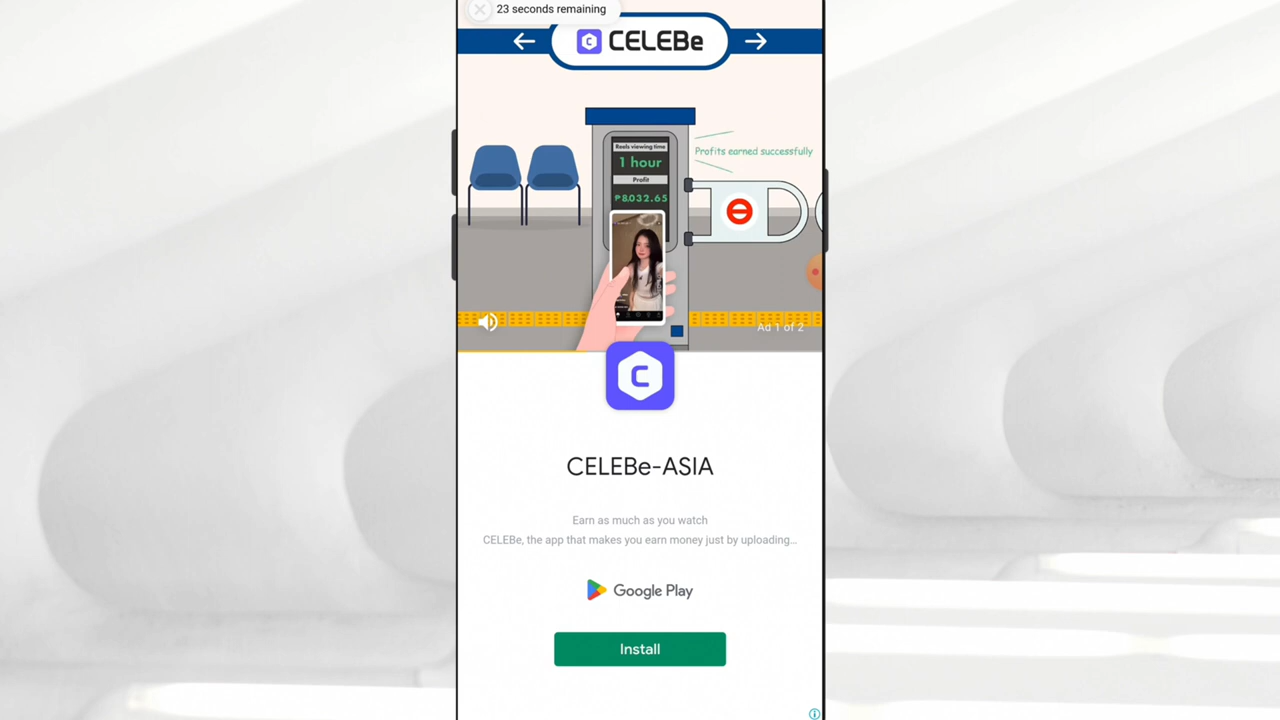 23 seconds remaining
CELEBe
Reels viewing time
1 hour
Profit
₱8032.65
Profits earned successfully
Ad 1 of 2
CELEBe-ASIA
Earn as much as you watch
CELEBe, the app that makes you earn money just by uploading...
Google Play
Install